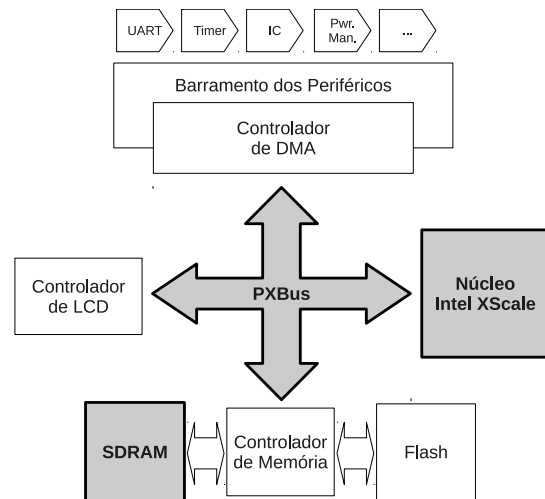 UART
Timer
IC
Pwr.
Man.
...
Barramento dos Periféricos
Controlador
de DMA
Controlador
de LCD
PXBus
Núcleo
Intel XScale
SDRAM
Controlador
de Memória
Flash